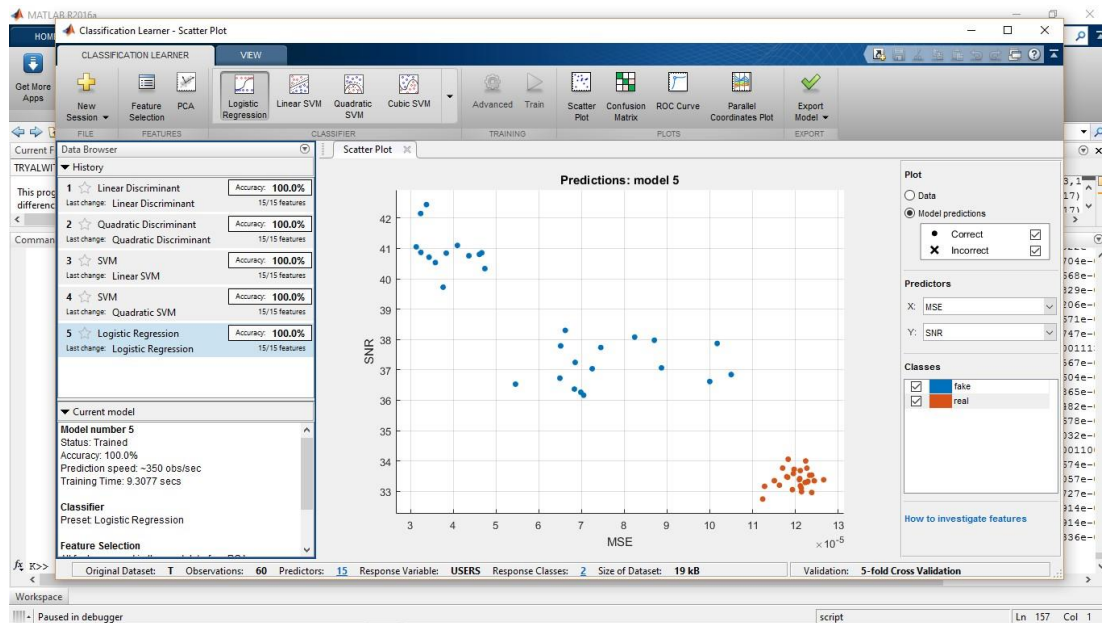 MATLAB R2016a
Classification Learner - Scatter Plot
HOM
CLASSIFICATION LEARNER
VIEW
Get More
Apps
New
Session
Feature
Selection
PCA
Logistic
Regression
Linear SVM
Quadratic
SVM
Cubic SVM
Advanced
Train
Scatter
Plot
Confusion
Matrix
ROC Curve
Parallel
Coordinates Plot
Export
Model
FILE
FEATURES
CLASSIFIER
TRAINING
PLOTS
EXPORT
Current F
TRYALWIT
This prog
differenc
Comman
Data Browser
History
1 Linear Discriminant Accuracy: 100.0%
Last change: Linear Discriminant 15/15 features
2 Quadratic Discriminant Accuracy: 100.0%
Last change: Quadratic Discriminant 15/15 features
3 SVM Accuracy: 100.0%
Last change: Linear SVM 15/15 features
4 SVM Accuracy: 100.0%
Last change: Quadratic SVM 15/15 features
5 Logistic Regression Accuracy: 100.0%
Last change: Logistic Regression 15/15 features
Current model
Model number 5
Status: Trained
Accuracy: 100.0%
Prediction speed: ~350 obs/sec
Training Time: 9.3077 secs
Classifier
Preset: Logistic Regression
Feature Selection
Scatter Plot
Predictions: model 5
SNR
42
41
40
39
38
37
36
35
34
33
3 4 5 6 7 8 9 10 11 12 13
MSE
×10-5
Plot
Data
Model predictions
Correct
Incorrect
Predictors
X: MSE
Y: SNR
Classes
fake
real
How to investigate features
Original Dataset: T Observations: 60 Predictors: 15 Response Variable: USERS Response Classes: 2 Size of Dataset: 19 kB
Validation: 5-fold Cross Validation
fx K>>
Workspace
Paused in debugger
script
Ln 157 Col 1